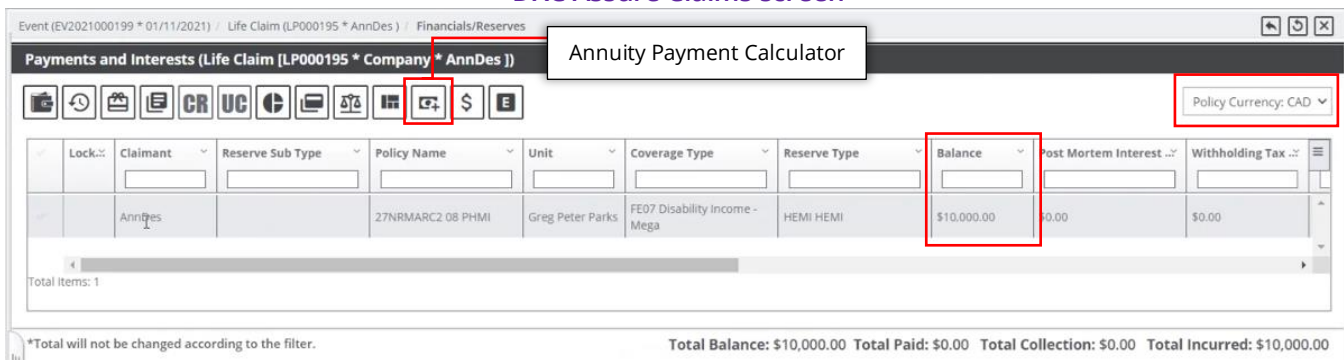 Event (EV2021000199 * 01/11/2021) / Life Claim (LP000195 * AnnDes ) / Financials/Reserves
Annuity Payment Calculator
Payments and Interests (Life Claim [LP000195 * Company * AnnDes ])
CR UC $ E
Policy Currency: CAD
Lock... Claimant Reserve Sub Type Policy Name Unit Coverage Type Reserve Type Balance Post Mortem Interest ... Withholding Tax ...
AnnDes 27NRMARC2 08 PHMI Greg Peter Parks FE07 Disability Income - Mega HEMI HEMI $10,000.00 $0.00 $0.00
Total Items: 1
*Total will not be changed according to the filter.
Total Balance: $10,000.00 Total Paid: $0.00 Total Collection: $0.00 Total Incurred: $10,000.00